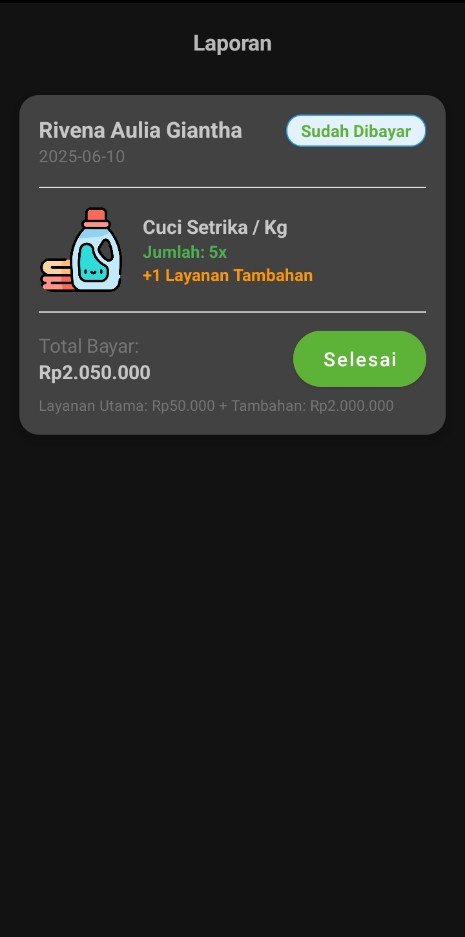 Laporan
Rivena Aulia Giantha
Sudah Dibayar
2025-06-10
Cuci Setrika / Kg
Jumlah: 5x
+1 Layanan Tambahan
Total Bayar:
Rp2.050.000
Selesai
Layanan Utama: Rp50.000 + Tambahan: Rp2.000.000